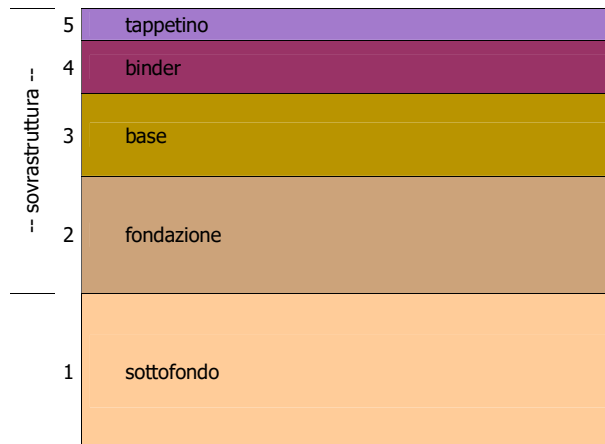 5 tappetino
4 binder
3 base
2 fondazione
1 sottofondo
-- sovrastruttura --